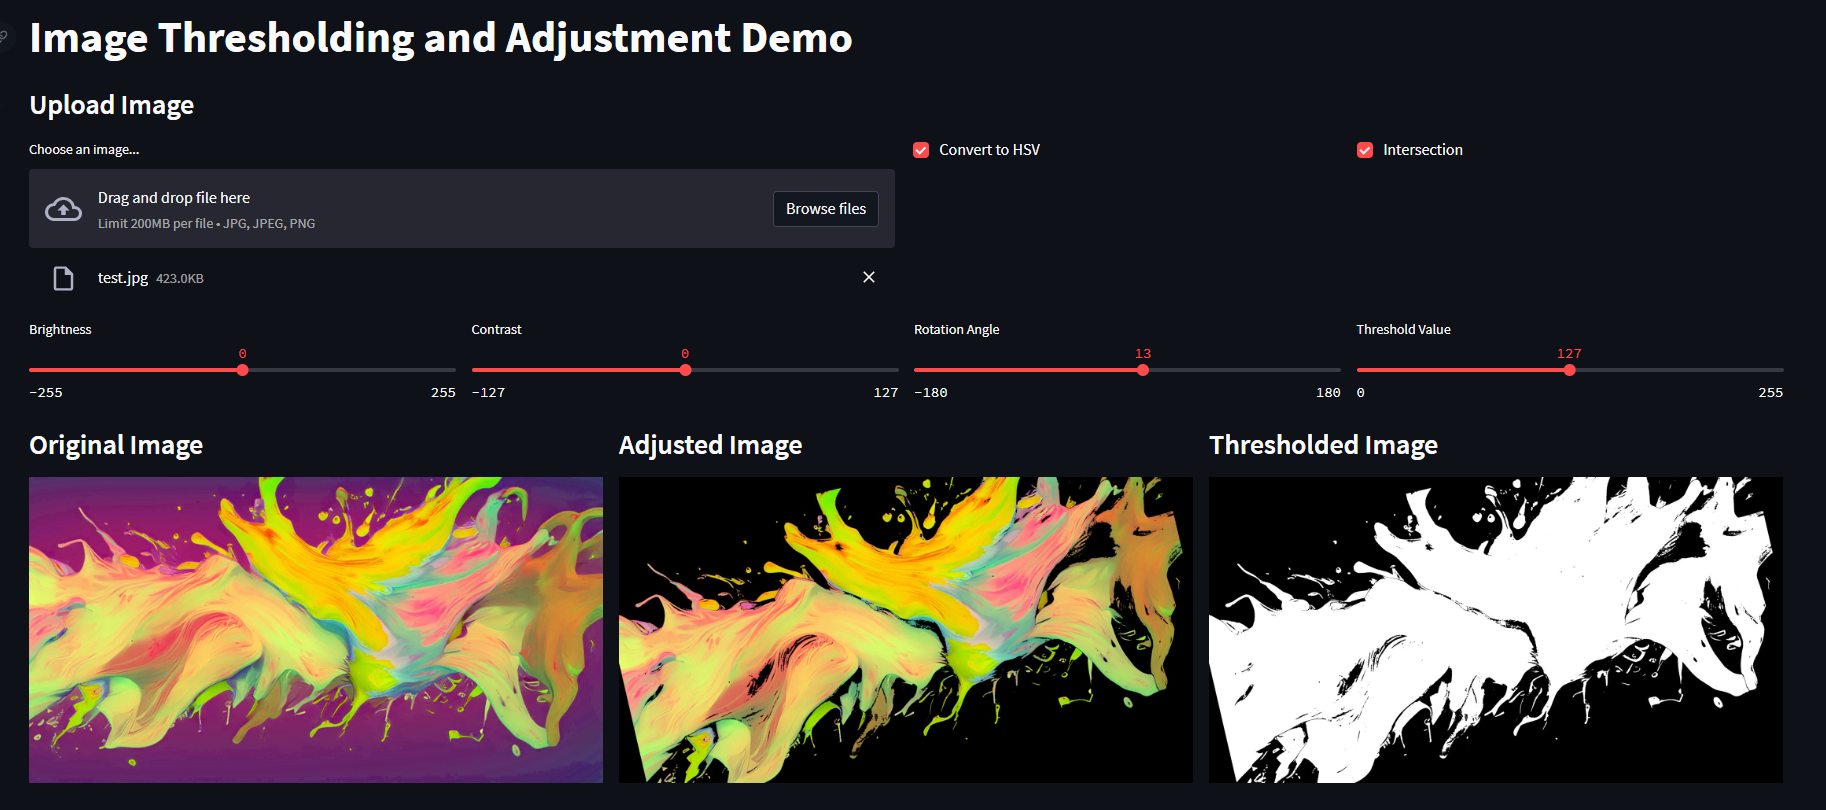 Image Thresholding and Adjustment Demo
Upload Image
Choose an image...
Drag and drop file here
Limit 200MB per file • JPG, JPEG, PNG
Browse files
test.jpg 423.0KB
Convert to HSV
Intersection
Brightness
0
-255 255
Contrast
0
-127 127
Rotation Angle
13
-180 180
Threshold Value
127
0 255
Original Image
Adjusted Image
Thresholded Image